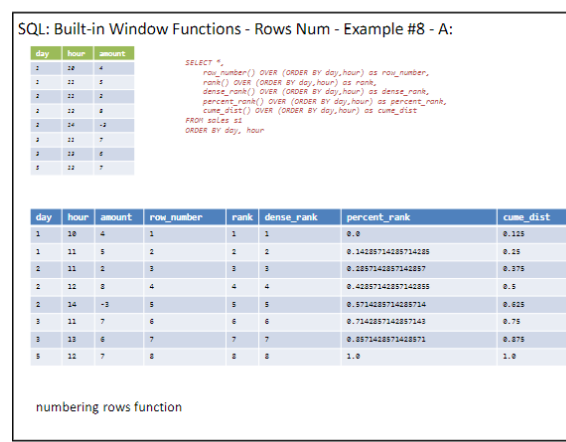 SQL: Built-in Window Functions - Rows Num - Example #8 - A:
day hour amount
1 10 4
1 11 5
2 11 2
2 12 8
2 14 -3
3 11 7
3 13 6
5 12 7
SELECT *,
row_number() OVER (ORDER BY day,hour) as row_number,
rank() OVER (ORDER BY day,hour) as rank,
dense_rank() OVER (ORDER BY day,hour) as dense_rank,
percent_rank() OVER (ORDER BY day,hour) as percent_rank,
cume_dist() OVER (ORDER BY day,hour) as cume_dist
FROM sales s1
ORDER BY day, hour
day hour amount row_number rank dense_rank percent_rank cume_dist
1 10 4 1 1 1 0.0 0.125
1 11 5 2 2 2 0.14285714285714285 0.25
2 11 2 3 3 3 0.2857142857142857 0.375
2 12 8 4 4 4 0.42857142857142855 0.5
2 14 -3 5 5 5 0.5714285714285714 0.625
3 11 7 6 6 6 0.7142857142857143 0.75
3 13 6 7 7 7 0.8571428571428571 0.875
5 12 7 8 8 8 1.0 1.0
numbering rows function